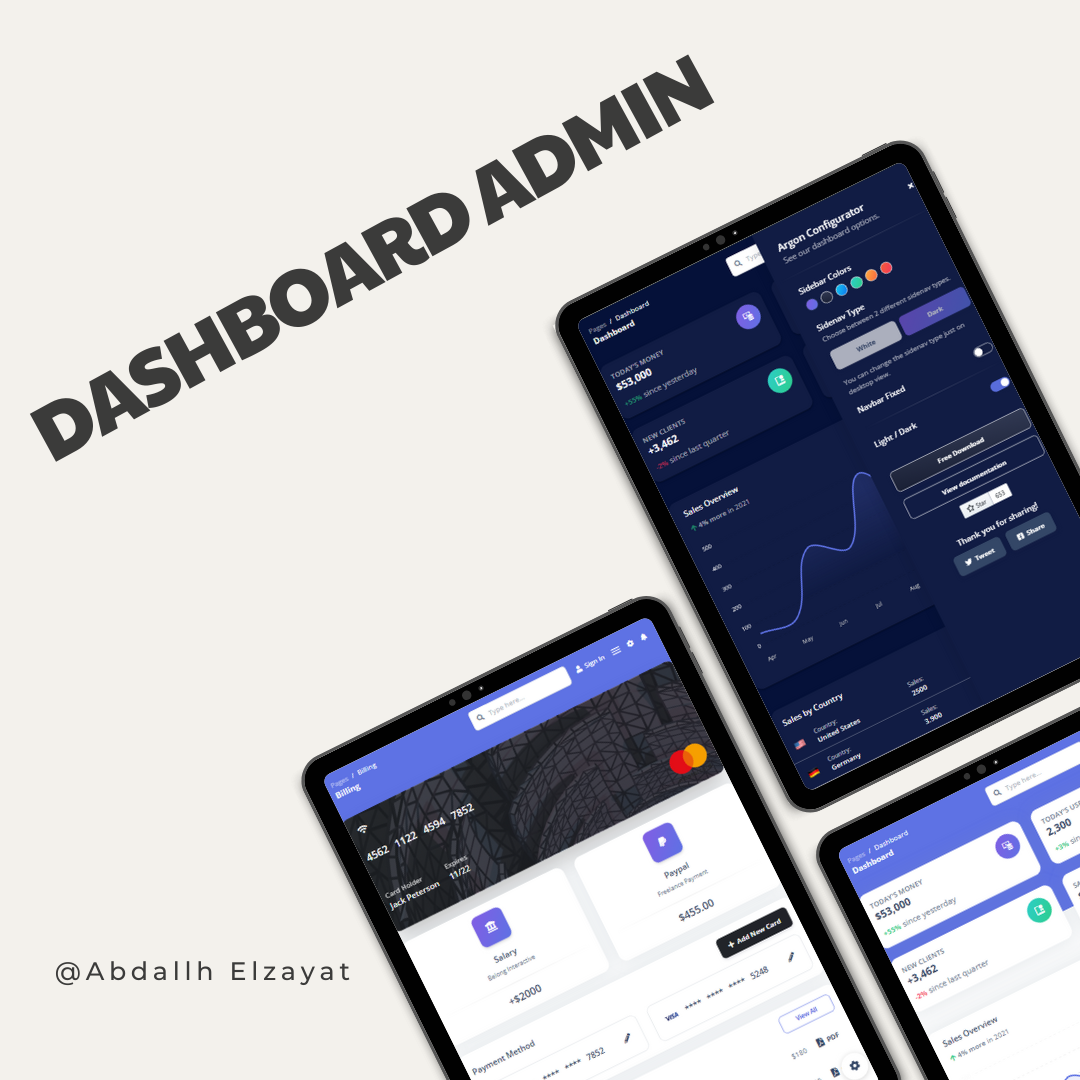 DASHBOARD ADMIN
@Abdallh Elzayat
Pages / Dashboard
Dashboard
TODAY'S MONEY
$53,000
+55% since yesterday
NEW CLIENTS
+3,462
-2% since last quarter
Sales Overview
4% more in 2021
500
400
300
200
100
0
Apr
May
Jun
Jul
Aug
Sales by Country
Country:
United States
Sales:
2500
Country:
Germany
Sales:
3.900
Argon Configurator
See our dashboard options.
Sidebar Colors
Sidenav Type
Choose between 2 different sidenav types.
White
Dark
You can change the sidenav type just on
desktop view.
Navbar Fixed
Light / Dark
Free Download
View documentation
Star 653
Thank you for sharing!
Tweet
Share
Pages / Billing
Billing
Type here...
Sign In
4562 1122 4594 7852
Card Holder
Jack Peterson
Expires
11/22
Salary
Belong Interactive
+$2000
Paypal
Freelance Payment
$455.00
Payment Method
+ Add New Card
**** **** 7852
VISA **** **** **** 5248
View All
$180
PDF
Pages / Dashboard
Dashboard
Type here...
TODAY'S MONEY
$53,000
+55% since yesterday
2,300
+3%
NEW CLIENTS
+3,462
-2% since last quarter
Sales Overview
4% more in 2021